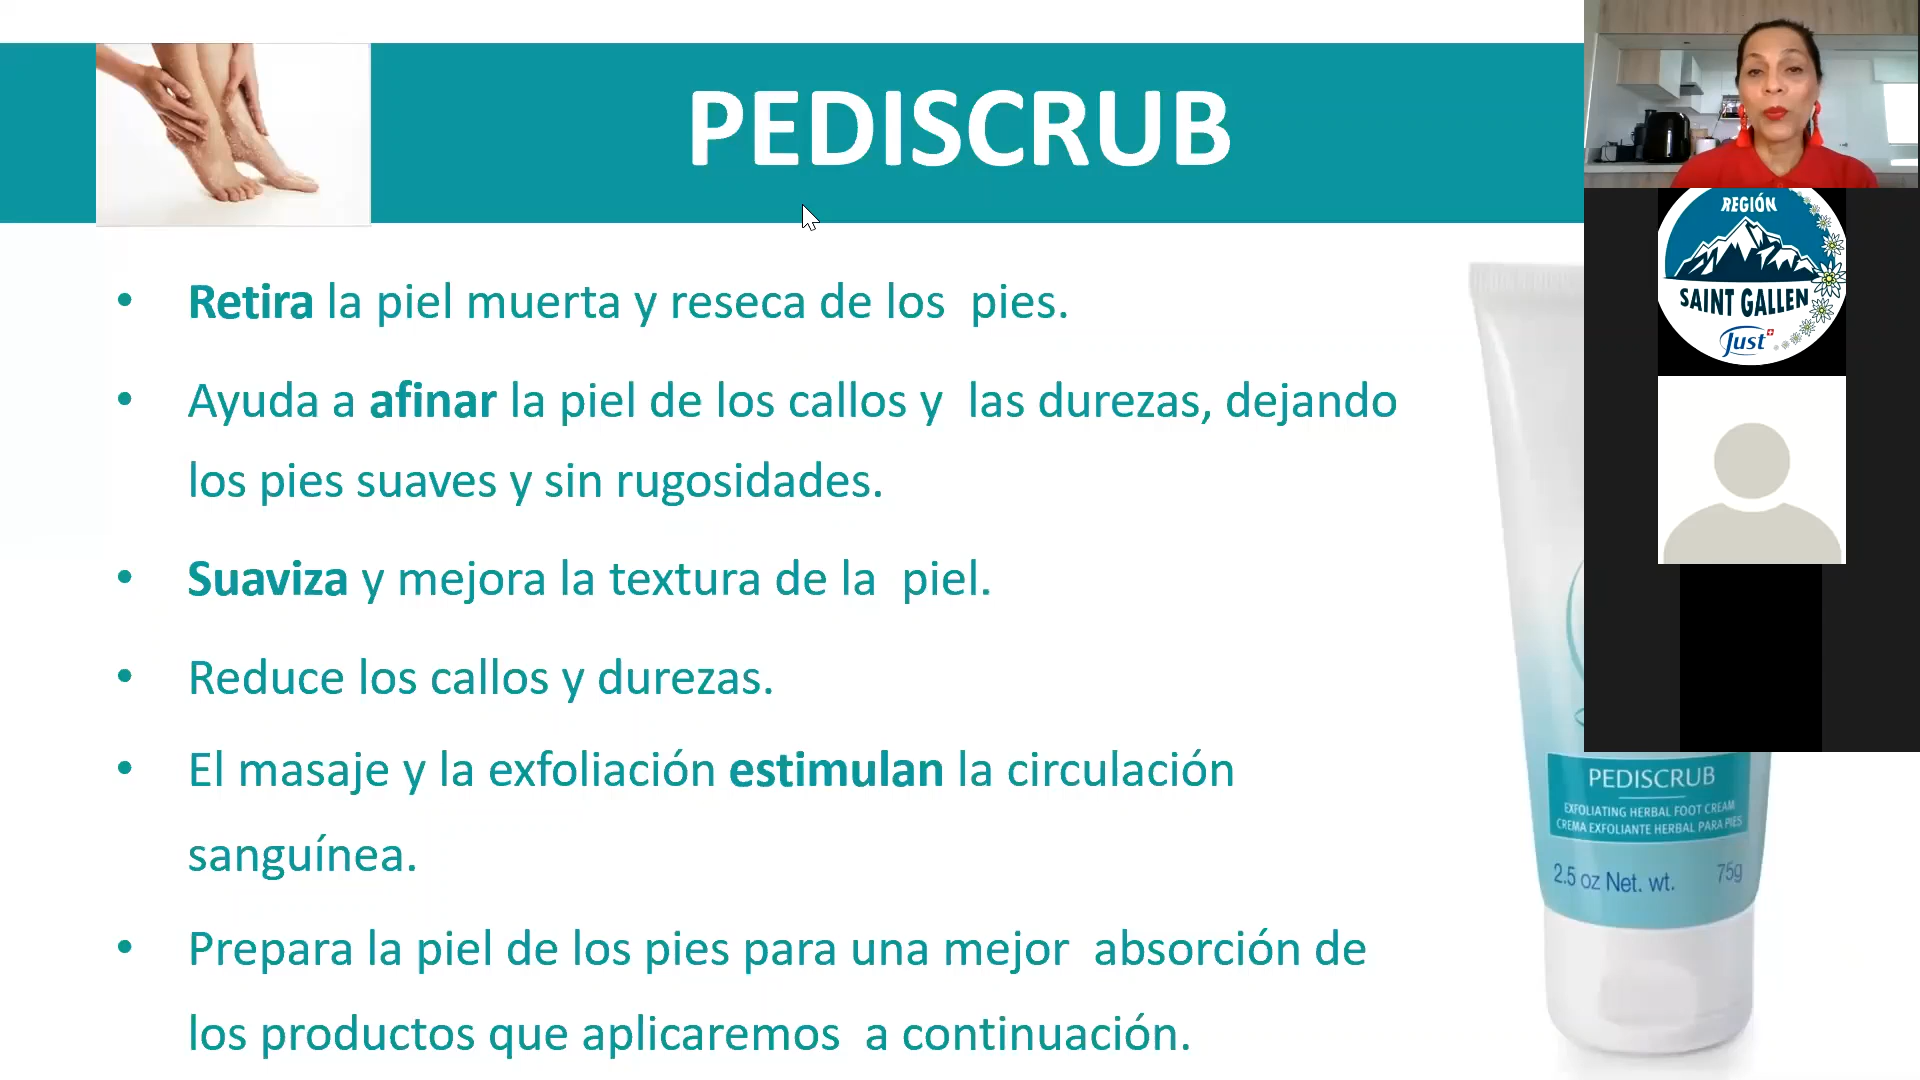 PEDISCRUB
• Retira la piel muerta y reseca de los pies.
• Ayuda a afinar la piel de los callos y las durezas, dejando
los pies suaves y sin rugosidades.
• Suaviza y mejora la textura de la piel.
• Reduce los callos y durezas.
• El masaje y la exfoliación estimulan la circulación
sanguínea.
• Prepara la piel de los pies para una mejor absorción de
los productos que aplicaremos a continuación.
REGIÓN
SAINT GALLEN
Just
PEDISCRUB
EXFOLIATING HERBAL FOOT CREAM
CREMA EXFOLIANTE HERBAL PARA PIES
2.5 oz Net. wt. 75g